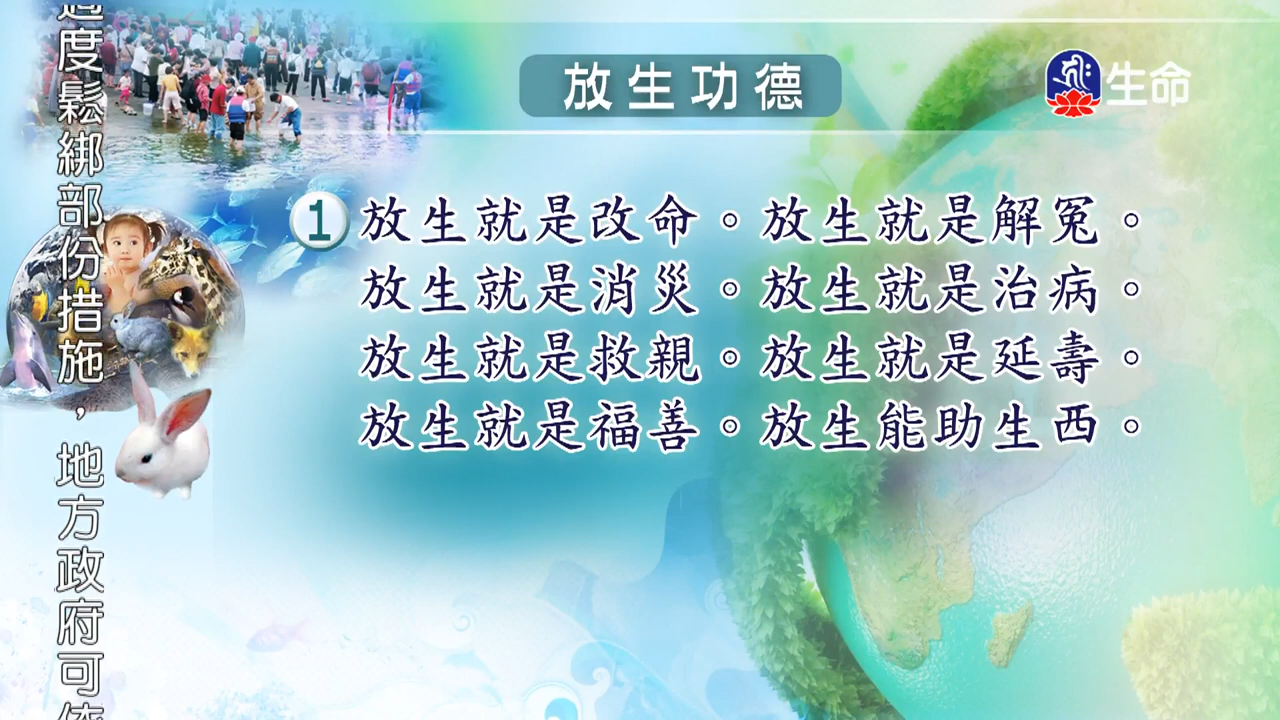 放生功德
生命
1 放生就是改命。放生就是解冤。
放生就是消災。放生就是治病。
放生就是救親。放生就是延壽。
放生就是福善。放生能助生西。
度鬆綁部份措施，地方政府可